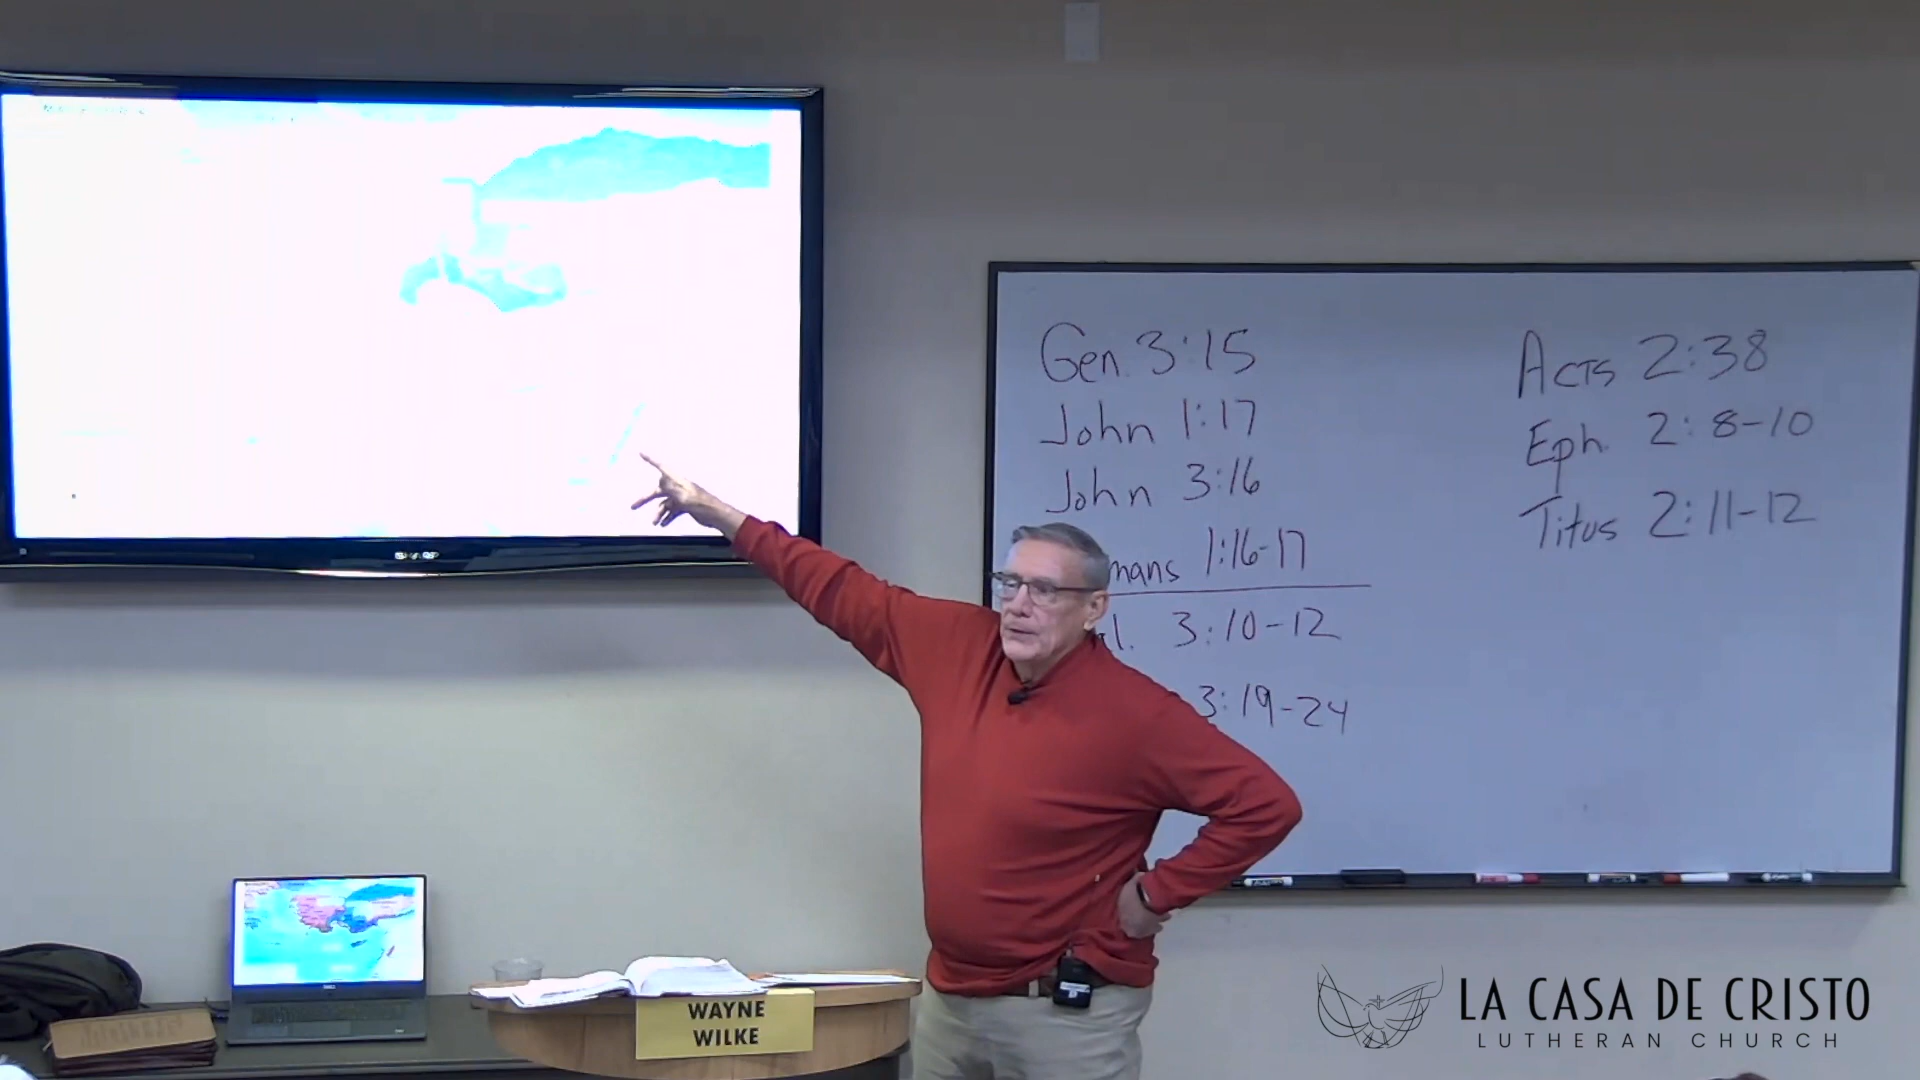 Gen. 3:15
John 1:17
John 3:16
mans 1:16-17
l. 3:10-12
3:19-24
Acts 2:38
Eph. 2:8-10
Titus 2:11-12
SHARP
DELL
WAYNE
WILKE
LA CASA DE CRISTO
LUTHERAN CHURCH